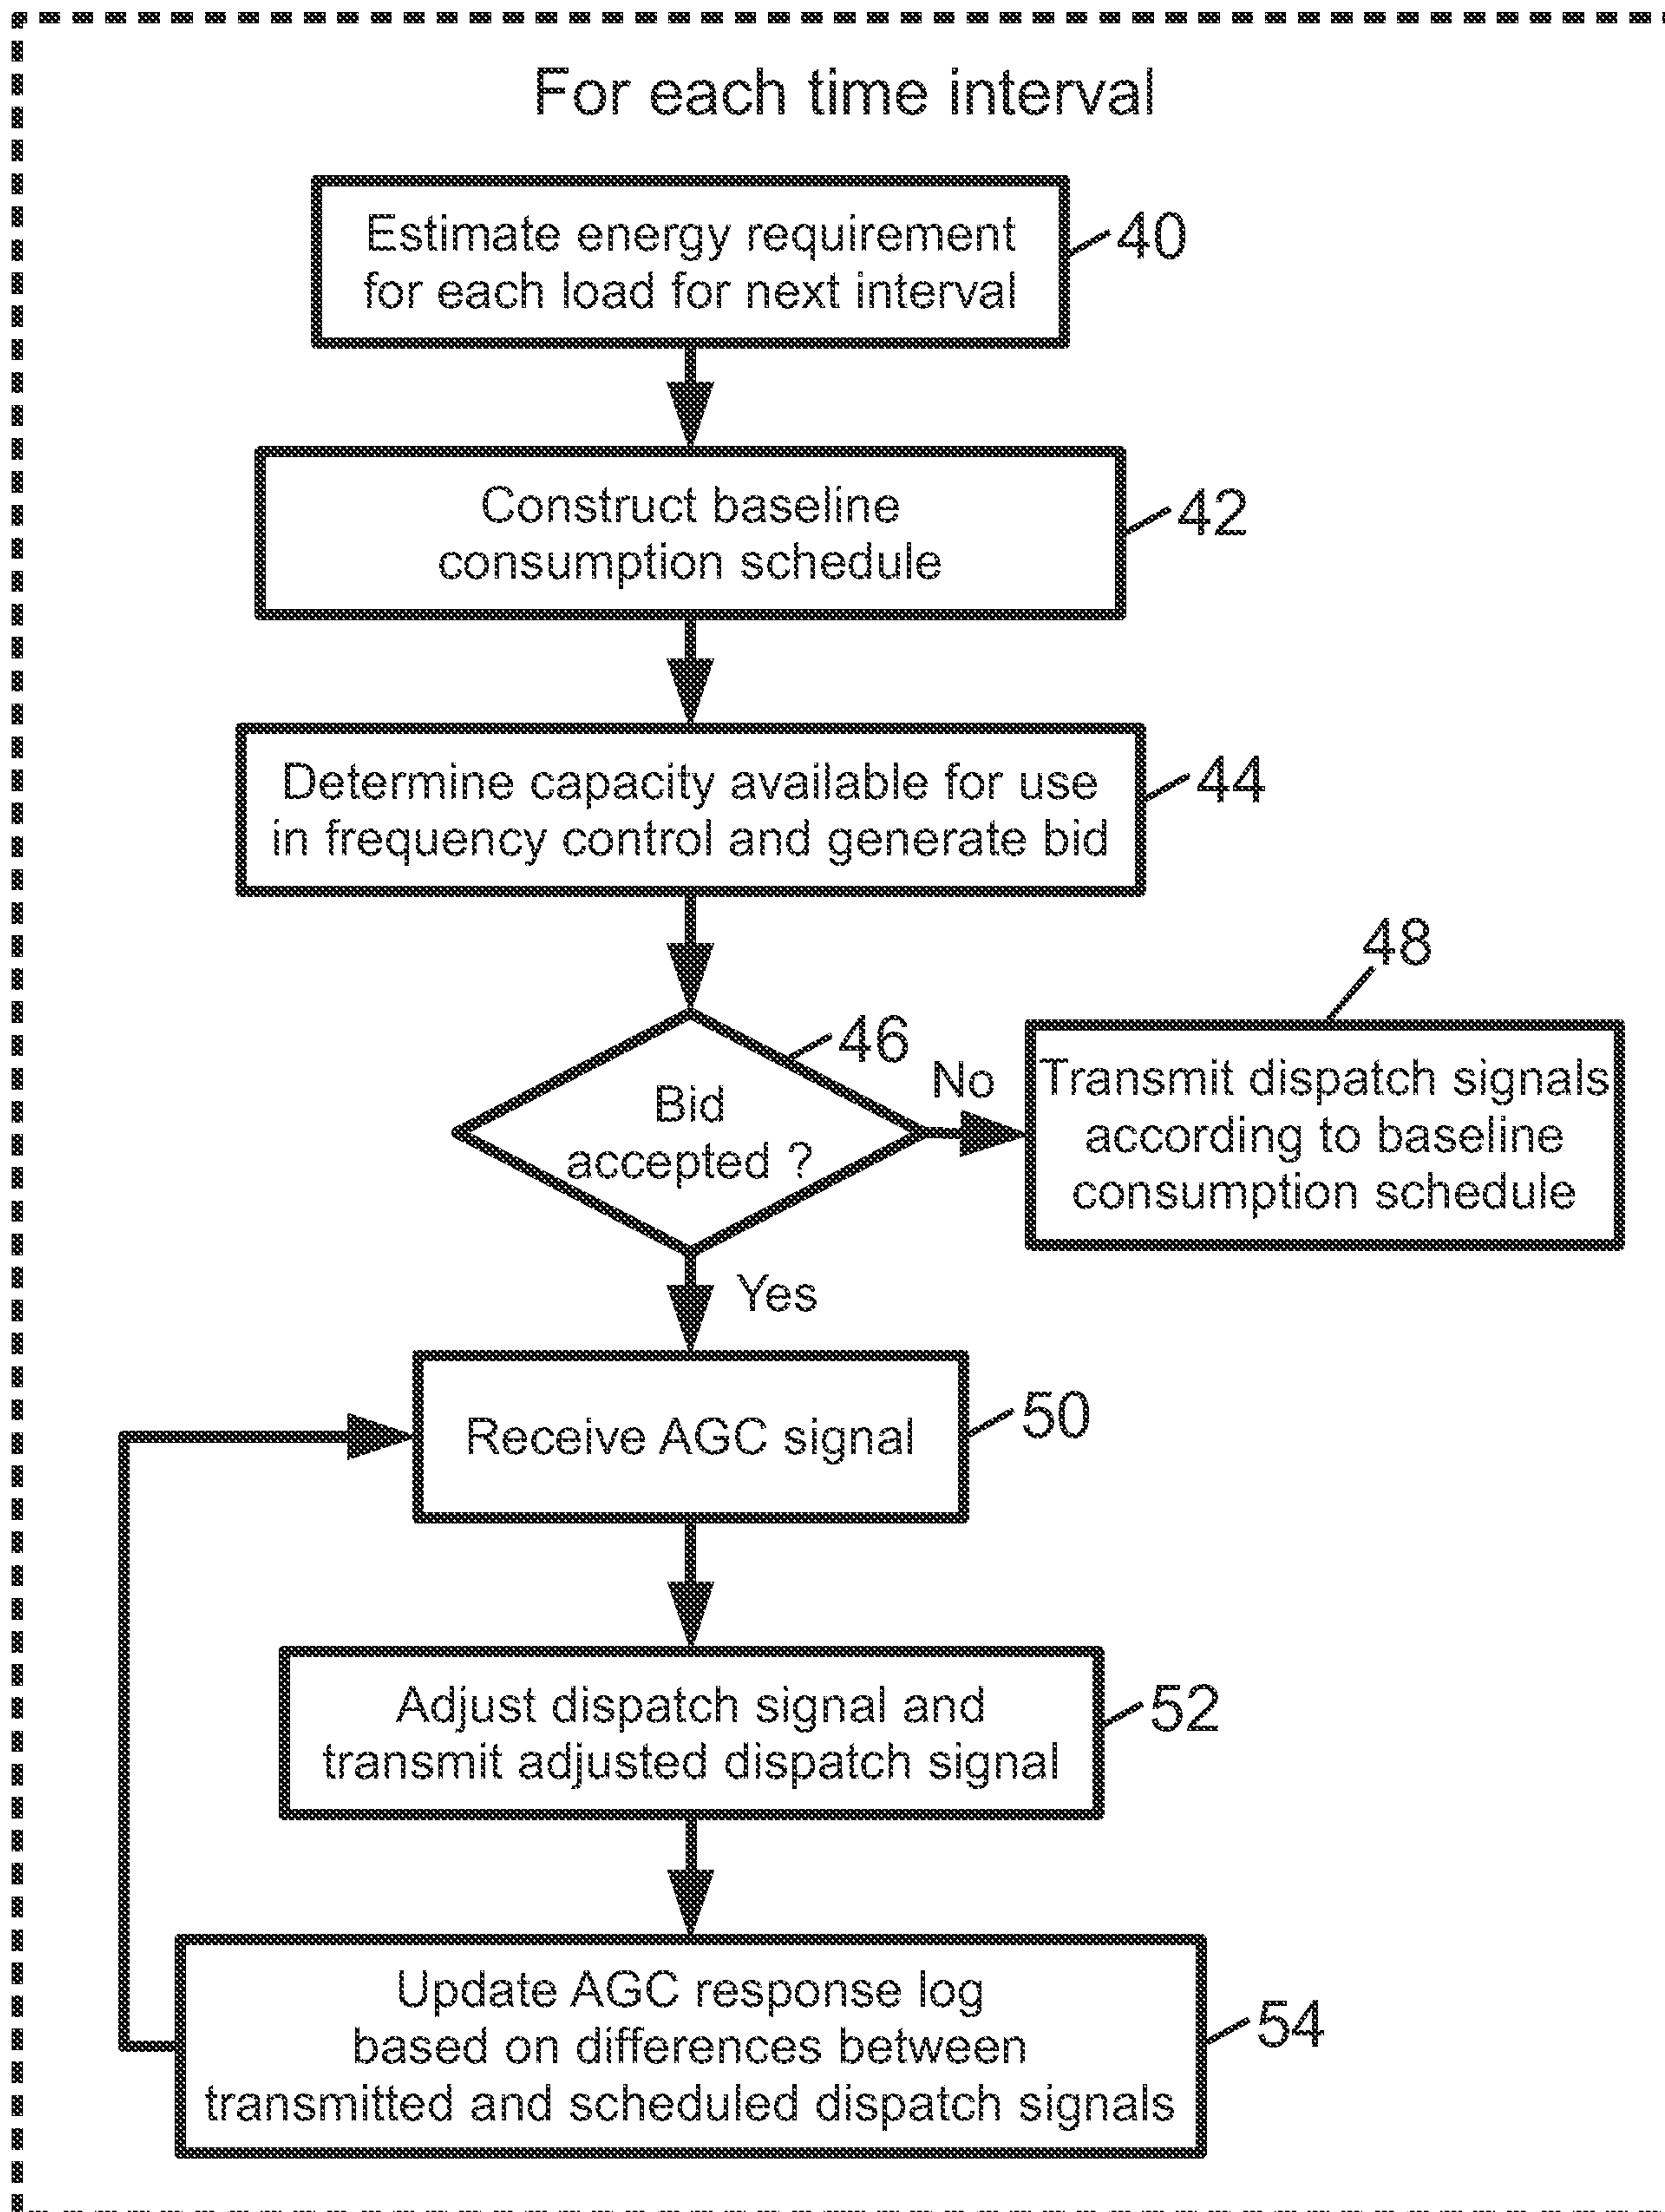 For each time interval
Estimate energy requirement
for each load for next interval
40
Construct baseline
consumption schedule
42
Determine capacity available for use
in frequency control and generate bid
44
46
Bid
accepted ?
No
48
Transmit dispatch signals
according to baseline
consumption schedule
Yes
Receive AGC signal
50
Adjust dispatch signal and
transmit adjusted dispatch signal
52
Update AGC response log
based on differences between
transmitted and scheduled dispatch signals
54